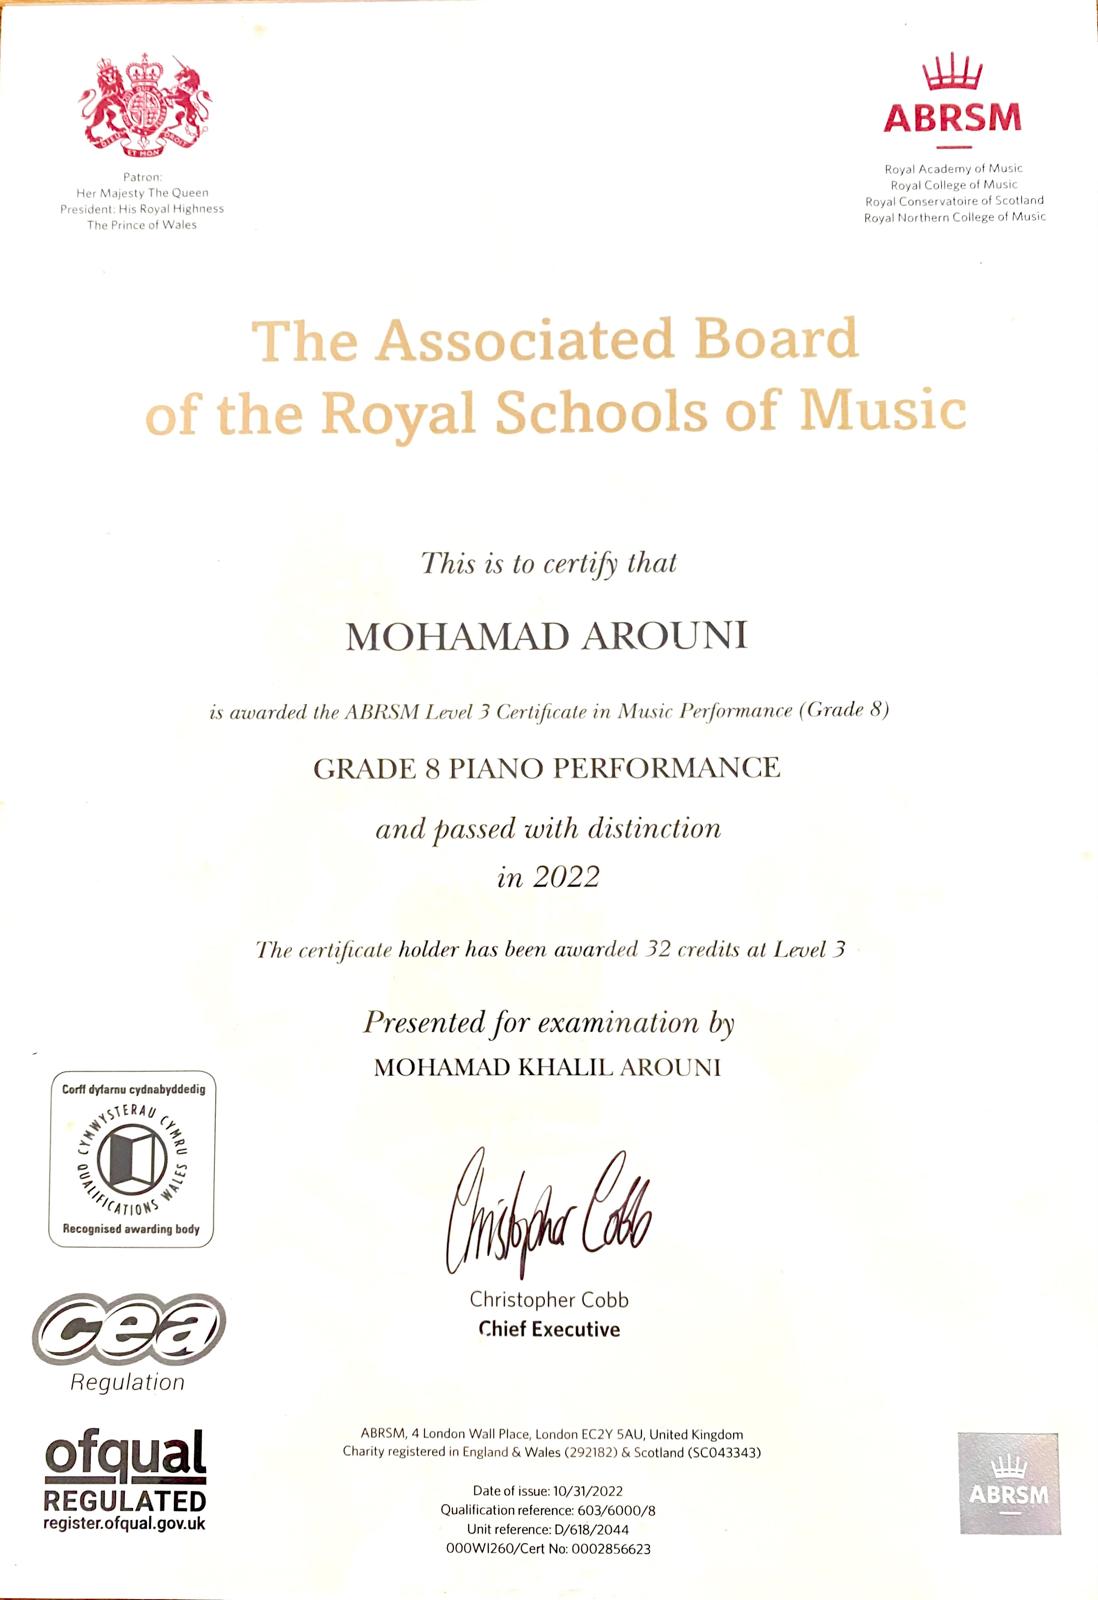 DIEU ET MON DROIT
Patron:
Her Majesty The Queen
President: His Royal Highness
The Prince of Wales
ABRSM
Royal Academy of Music
Royal College of Music
Royal Conservatoire of Scotland
Royal Northern College of Music
The Associated Board
of the Royal Schools of Music
This is to certify that
MOHAMAD AROUNI
is awarded the ABRSM Level 3 Certificate in Music Performance (Grade 8)
GRADE 8 PIANO PERFORMANCE
and passed with distinction
in 2022
The certificate holder has been awarded 32 credits at Level 3
Presented for examination by
MOHAMAD KHALIL AROUNI
Corff dyfarnu cydnabyddedig
CYMWYSTERAU CYMRU
QUALIFICATIONS WALES
Recognised awarding body
Christopher Cobb
Christopher Cobb
Chief Executive
cea
Regulation
ofqual
REGULATED
register.ofqual.gov.uk
ABRSM, 4 London Wall Place, London EC2Y 5AU, United Kingdom
Charity registered in England & Wales (292182) & Scotland (SC043343)
Date of issue: 10/31/2022
Qualification reference: 603/6000/8
Unit reference: D/618/2044
000WI260/Cert No: 0002856623
ABRSM